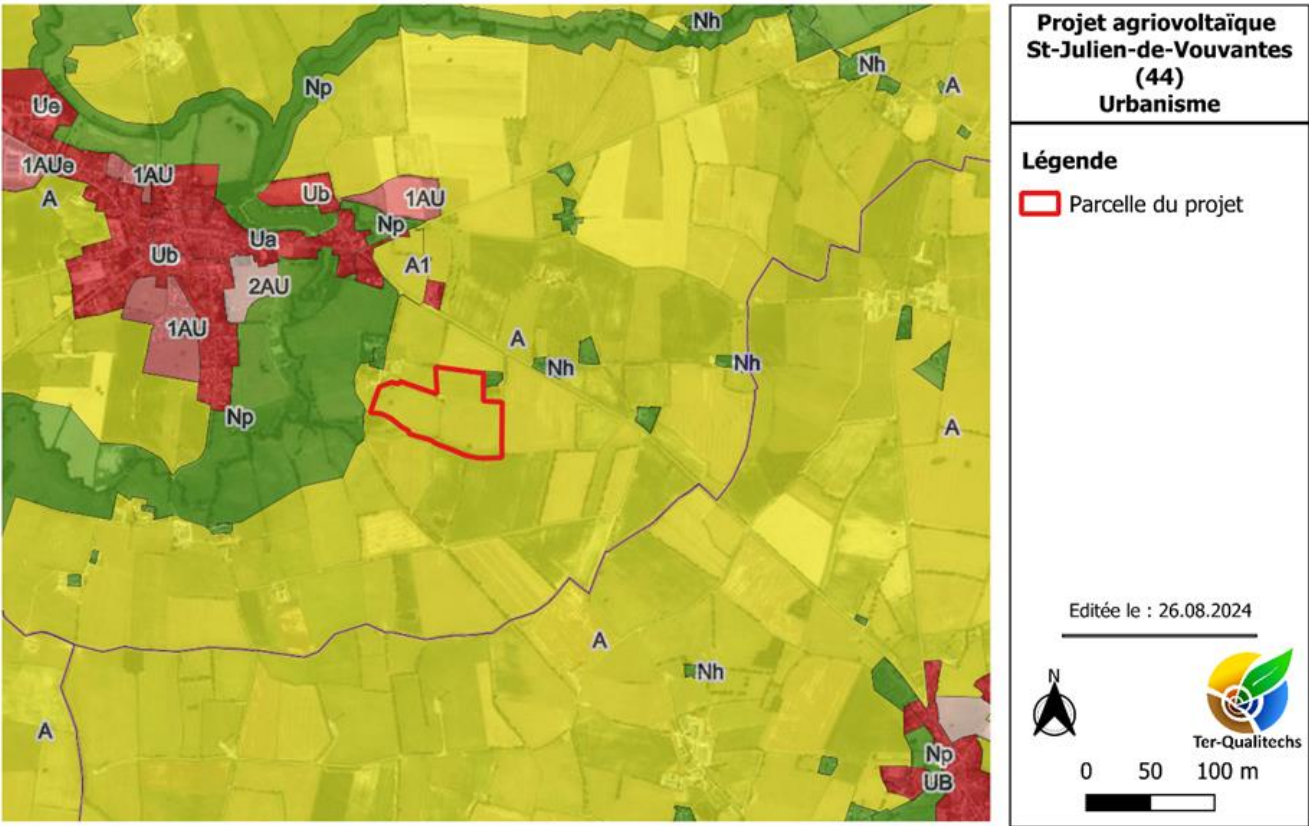 Projet agriovoltaïque
St-Julien-de-Vouvantes
(44)
Urbanisme
Légende
Parcelle du projet
Editée le : 26.08.2024
N
Ter-Qualitechs
0 50 100 m
Nh
Nh
A
Np
Ue
1AUe
1AU
A
Ub
1AU
Np
Ua
Ub
A1
2AU
1AU
A
Nh
Nh
Np
A
A
Nh
A
Np
UB